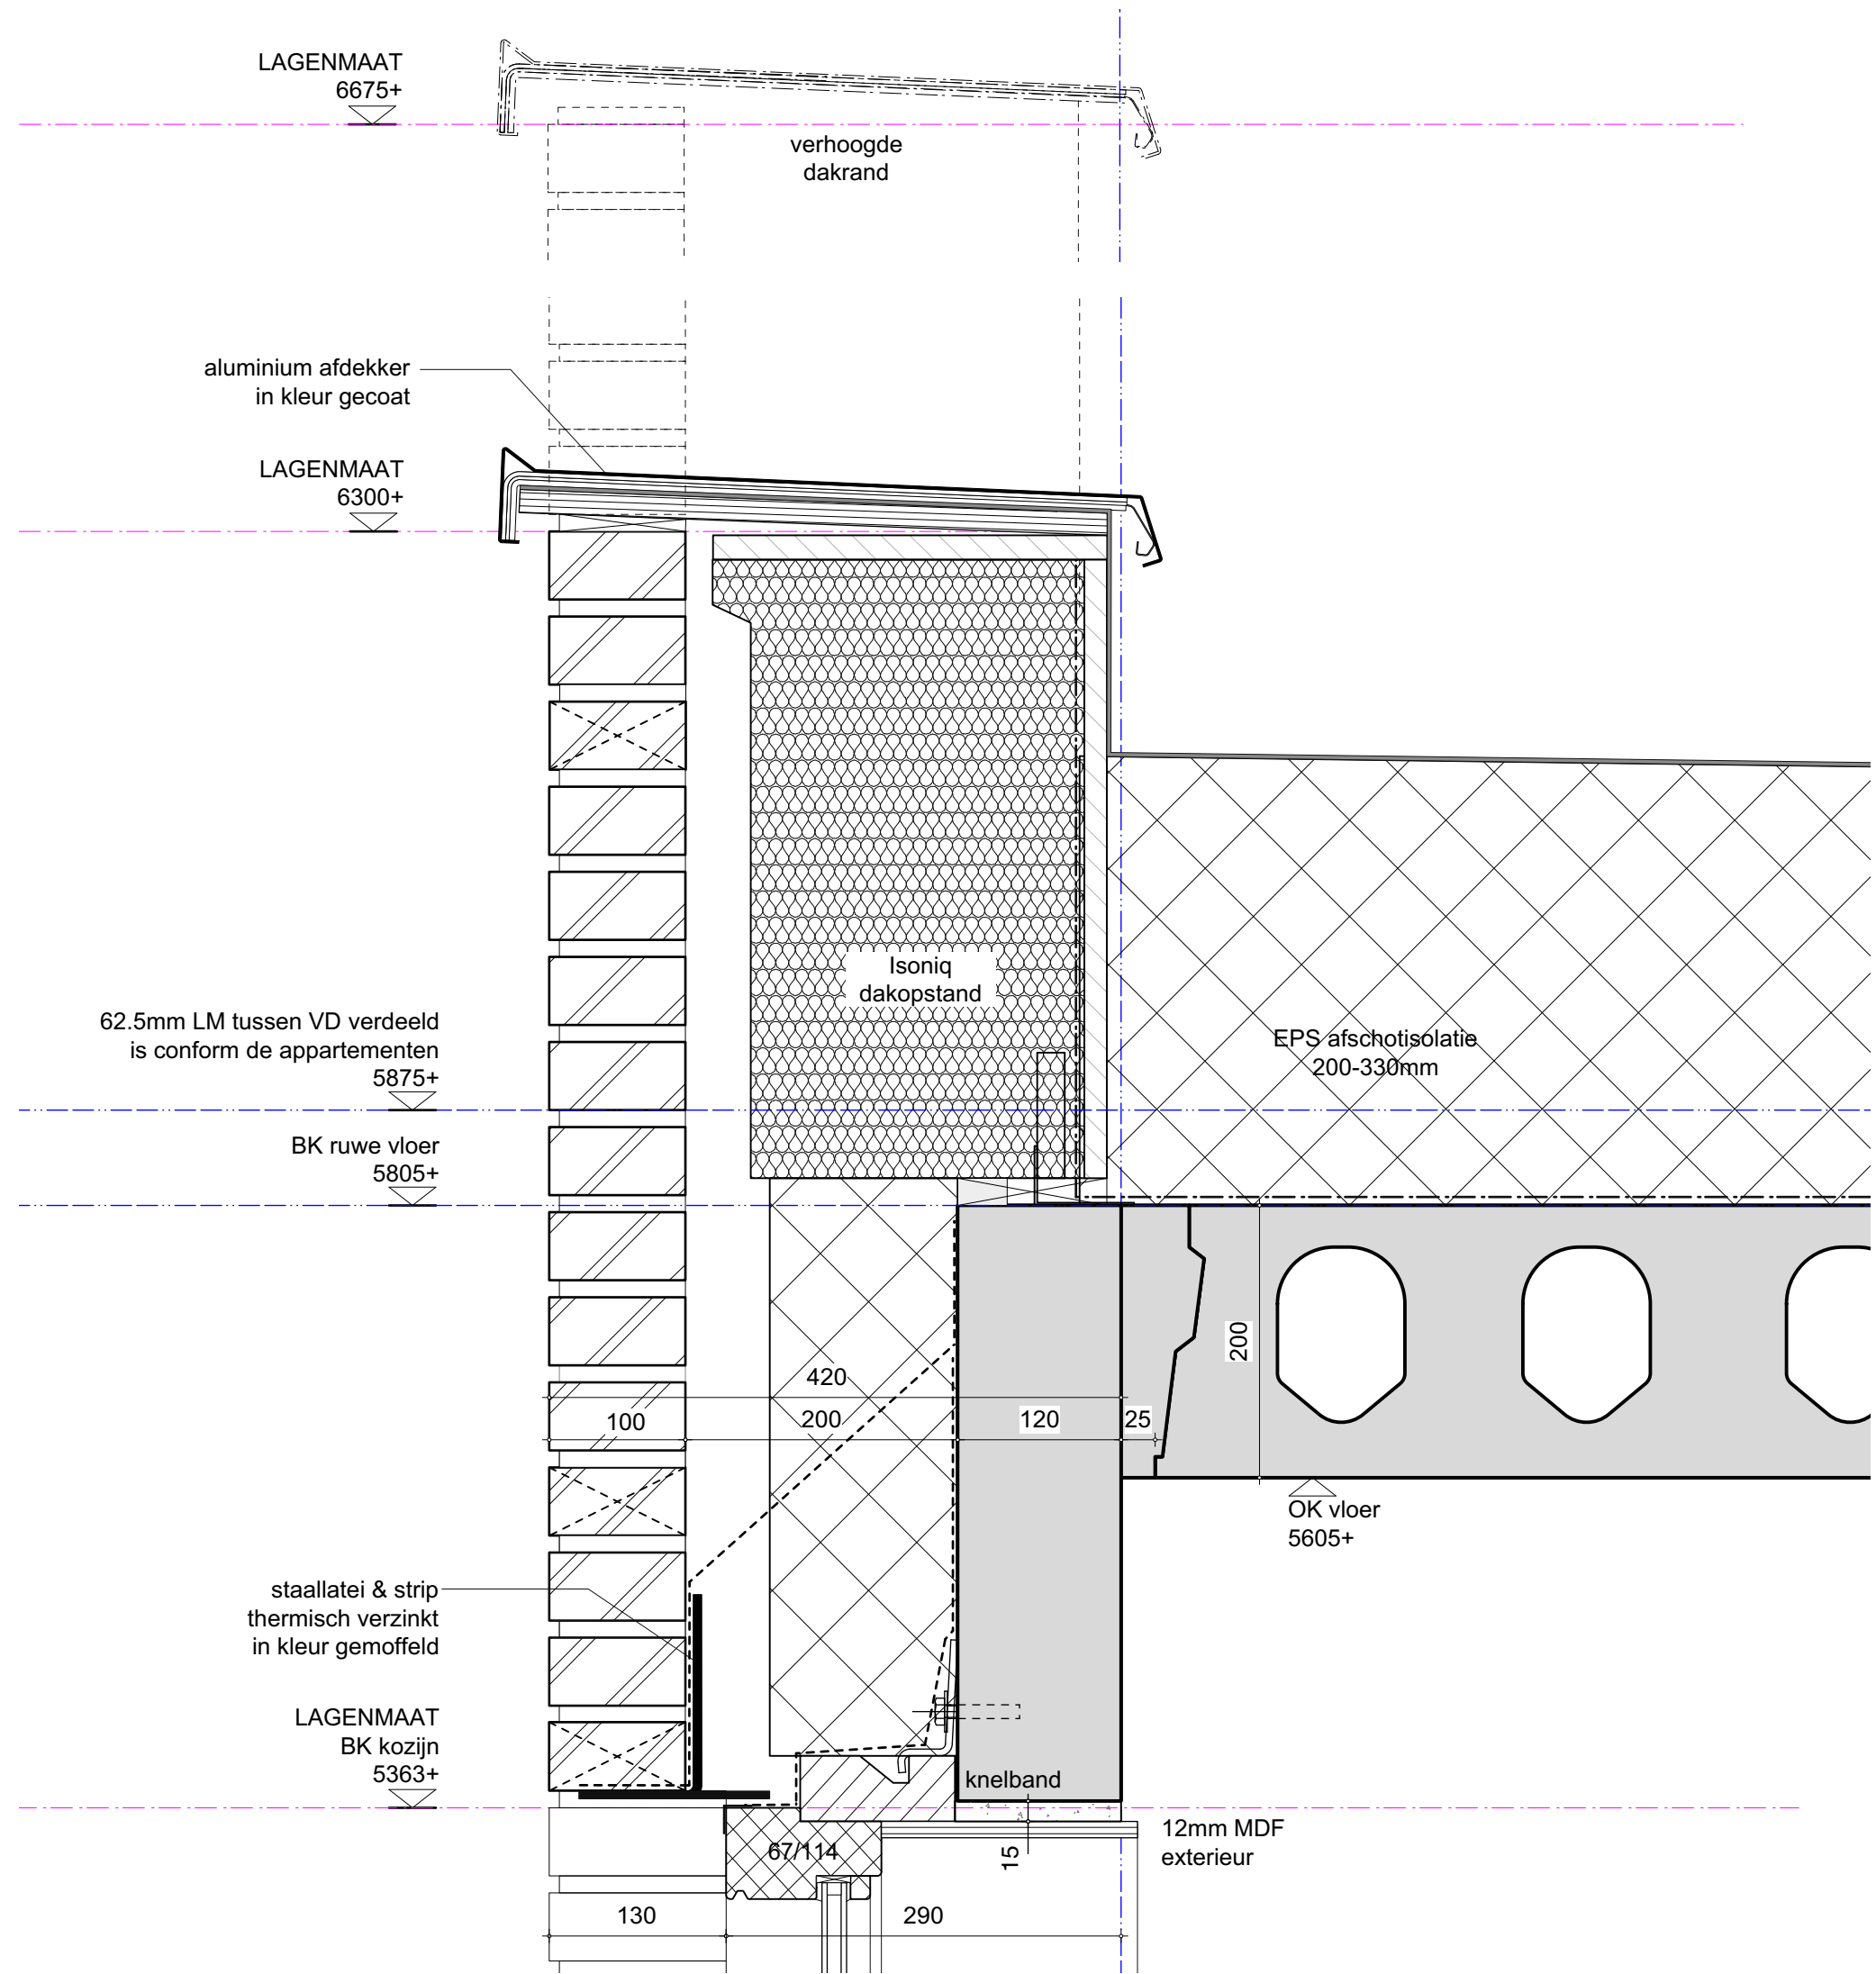 LAGENMAAT
6675+
verhoogde
dakrand
aluminium afdekker
in kleur gecoat
LAGENMAAT
6300+
Isoniq
dakopstand
62.5mm LM tussen VD verdeeld
is conform de appartementen
5875+
EPS afschotisolatie
200-330mm
BK ruwe vloer
5805+
200
420
100
200
120
25
OK vloer
5605+
staallatei & strip
thermisch verzinkt
in kleur gemoffeld
LAGENMAAT
BK kozijn
5363+
knelband
12mm MDF
exterieur
67/114
15
130
290